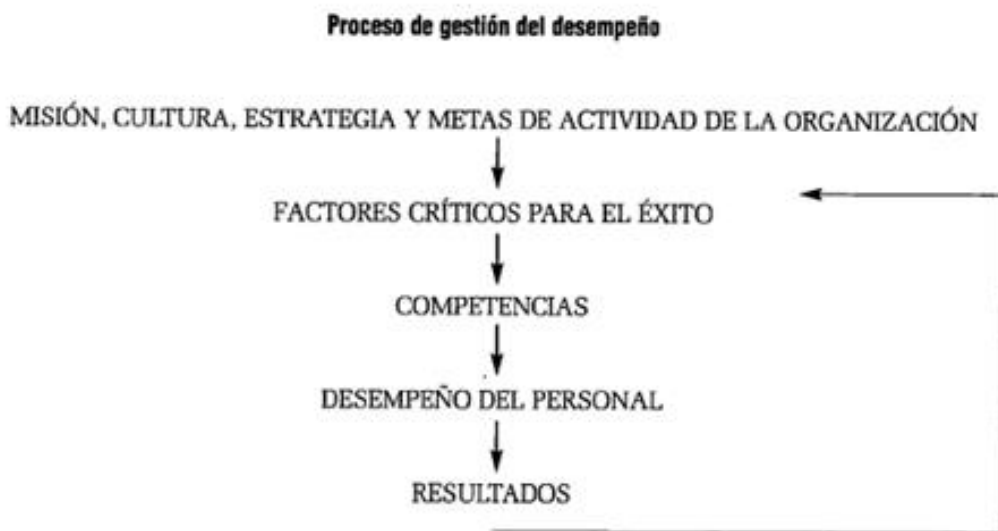 Proceso de gestión del desempeño
MISIÓN, CULTURA, ESTRATEGIA Y METAS DE ACTIVIDAD DE LA ORGANIZACIÓN
FACTORES CRÍTICOS PARA EL ÉXITO
COMPETENCIAS
DESEMPEÑO DEL PERSONAL
RESULTADOS